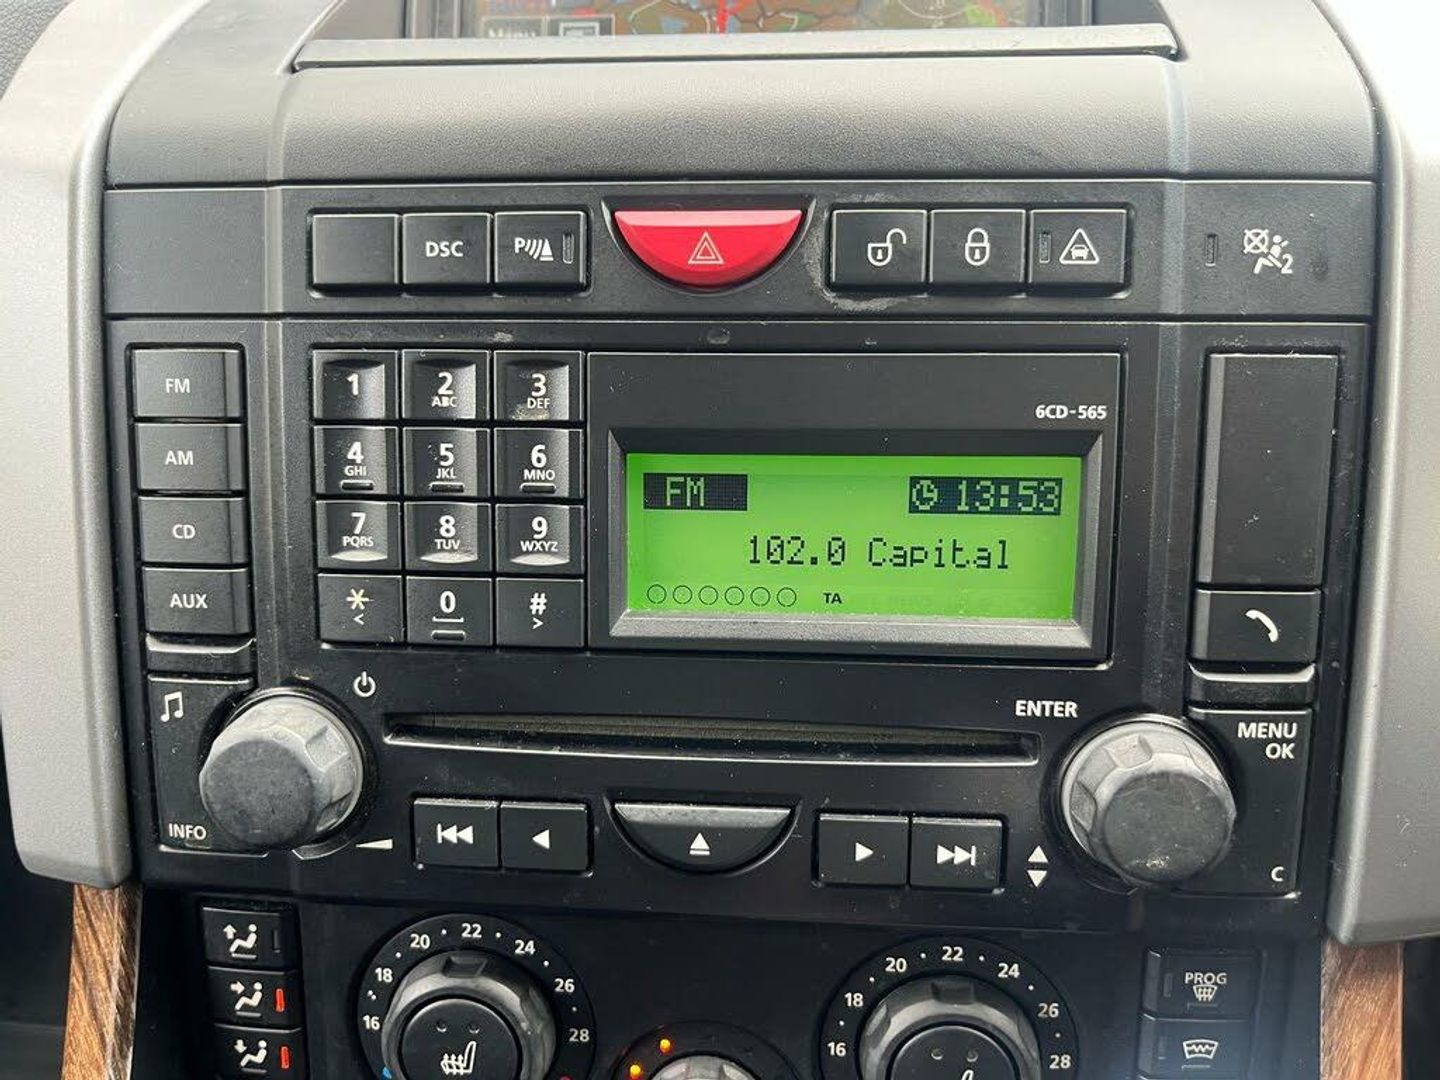 Menu
DSC
P
2
FM
AM
CD
AUX
1
2
ABC
3
DEF
4
GHI
5
JKL
6
MNO
7
PQRS
8
TUV
9
WXYZ
*
<
0
#
>
6CD-565
FM 13:53
102.0 Capital
TA
INFO
ENTER
MENU
OK
C
16 18 20 22 24 26 28
16 18 20 22 24 26 28
PROG